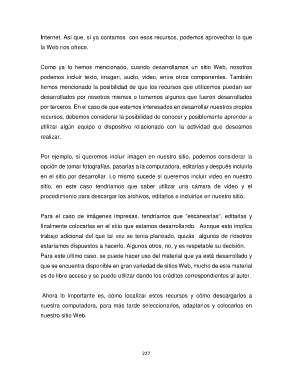 Internet. Así que, si ya contamos con esos recursos, podemos aprovechar lo que
la Web nos ofrece.
Como ya lo hemos mencionado, cuando desarrollamos un sitio Web, nosotros
podemos incluir texto, imagen, audio, video, entre otros componentes. También
hemos mencionado la posibilidad de que los recursos que utilizemos puedan ser
desarrollados por nosotros mismos o tomemos algunos que fueron desarrollados
por terceros. En el caso de que estemos interesados en desarrollar nuestros propios
recursos, debemos considerar la posibilidad de conocer y posiblemente aprender a
utilizar algún equipo o dispositivo relacionado con la actividad que deseamos
realizar.
Por ejemplo, si queremos incluir imagen en nuestro sitio, podemos considerar la
opción de tomar fotografías, pasarlas a la computadora, editarlas y después incluirla
en el sitio por desarrollar. Lo mismo sucede si queremos incluir video en nuestro
sitio, en este caso tendríamos que saber utilizar una cámara de video y el
procedimiento para descargar los archivos, editarlos e incluirlos en nuestro sitio.
Para el caso de imágenes impresas, tendríamos que “escanearlas”, editarlas y
finalmente colocarlas en el sitio que estamos desarrollando. Aunque esto implica
trabajo adicional del que tal vez se tenía planeado, quizás algunos de nosotros
estaríamos dispuestos a hacerlo. Algunos otros, no, y es respetable su decisión.
Para este último caso, se puede hacer uso del material que ya está desarrollado y
que se encuentra disponible en gran variedad de sitios Web, mucho de este material
es de libre acceso y se puede utilizar dando los créditos correspondientes al autor.
Ahora lo importante es, cómo localizar estos recursos y cómo descargarlos a
nuestra computadora, para más tarde seleccionarlos, adaptarlos y colocarlos en
nuestro sitio Web.
227